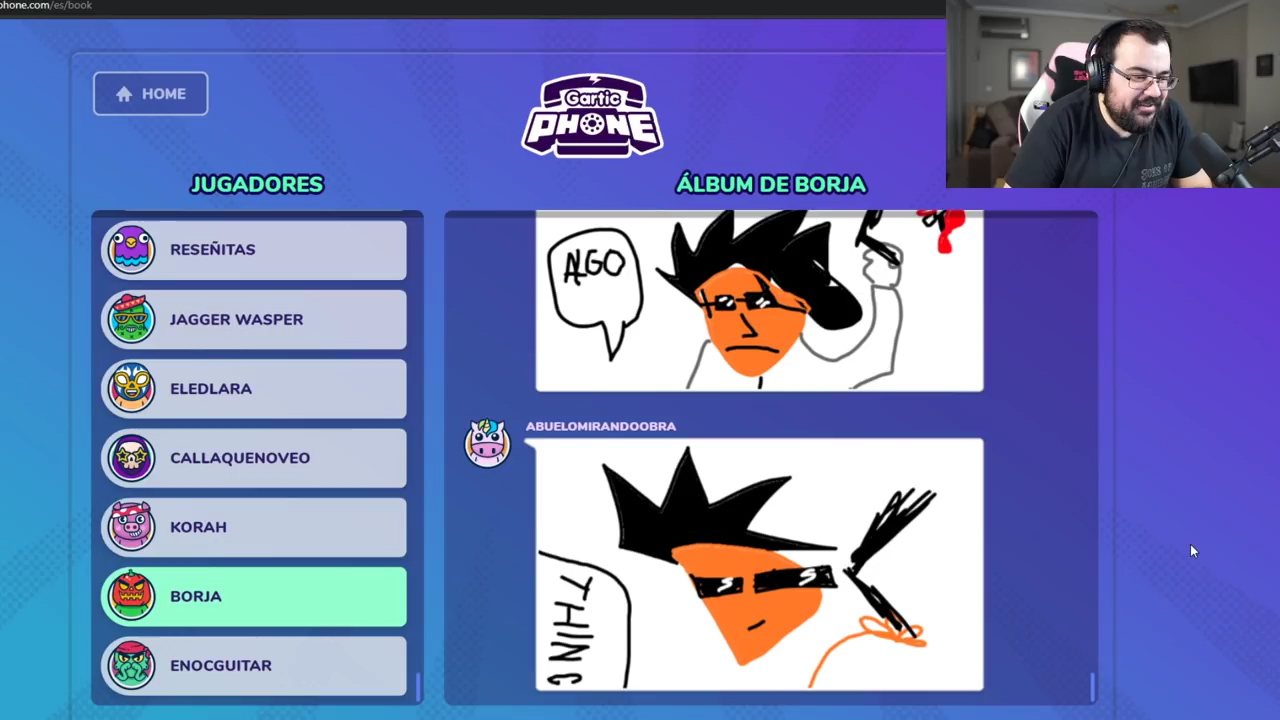 phone.com/es/book
HOME
Gartic
PHONE
JUGADORES
ÁLBUM DE BORJA
RESEÑITAS
JAGGER WASPER
ELEDLARA
CALLAQUENOVEO
KORAH
BORJA
ENOCGUITAR
ALGO
ABUELOMIRANDOOBRA
THING